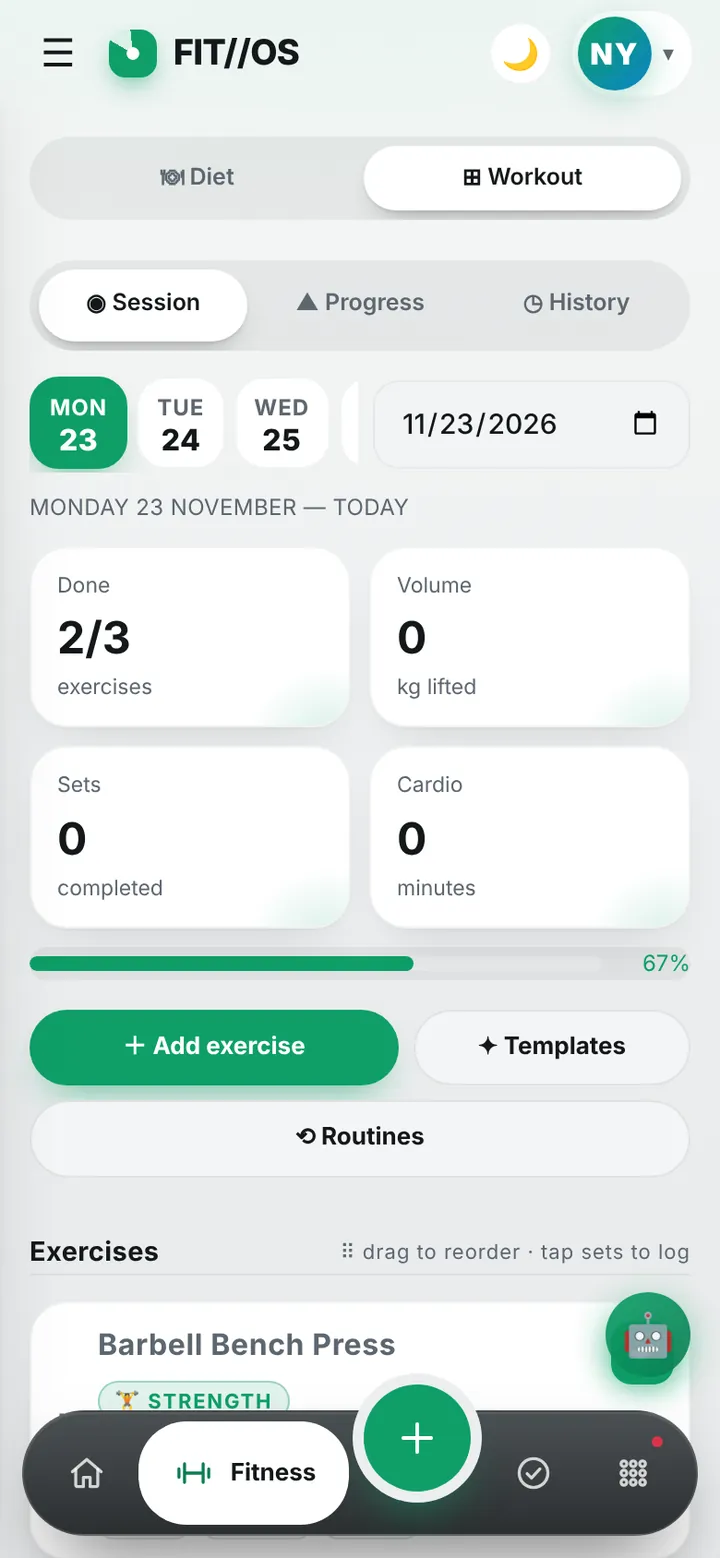 FIT//OS
NY
Diet
Workout
Session
Progress
History
MON
23
TUE
24
WED
25
11/23/2026
MONDAY 23 NOVEMBER — TODAY
Done
2/3
exercises
Volume
0
kg lifted
Sets
0
completed
Cardio
0
minutes
67%
+ Add exercise
Templates
Routines
Exercises
drag to reorder · tap sets to log
Barbell Bench Press
STRENGTH
Fitness